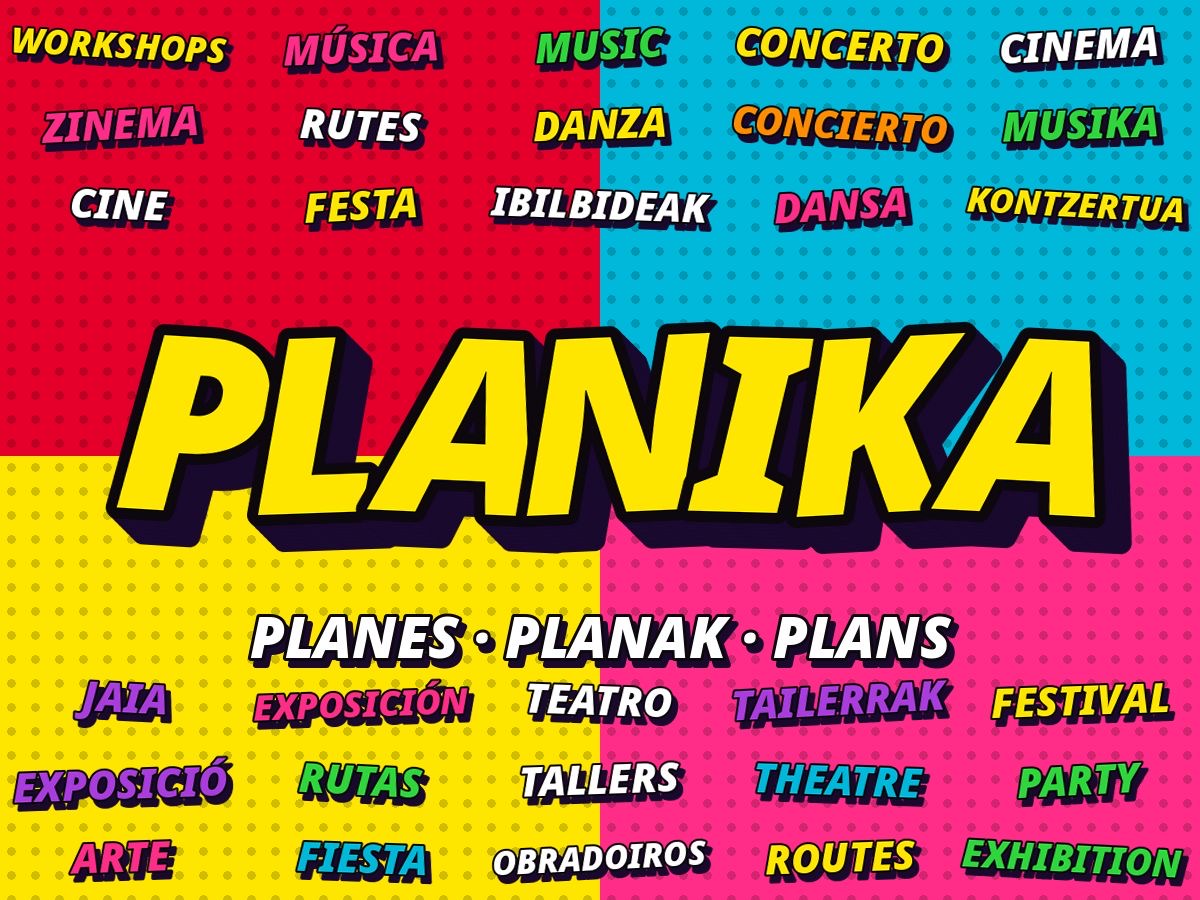 WORKSHOPS MÚSICA MUSIC CONCERTO CINEMA
ZINEMA RUTES DANZA CONCIERTO MUSIKA
CINE FESTA IBILBIDEAK DANSA KONTZERTUA
PLANIKA
PLANES · PLANAK · PLANS
JAIA EXPOSICIÓN TEATRO TAILERRAK FESTIVAL
EXPOSICIÓ RUTAS TALLERS THEATRE PARTY
ARTE FIESTA OBRADOIROS ROUTES EXHIBITION